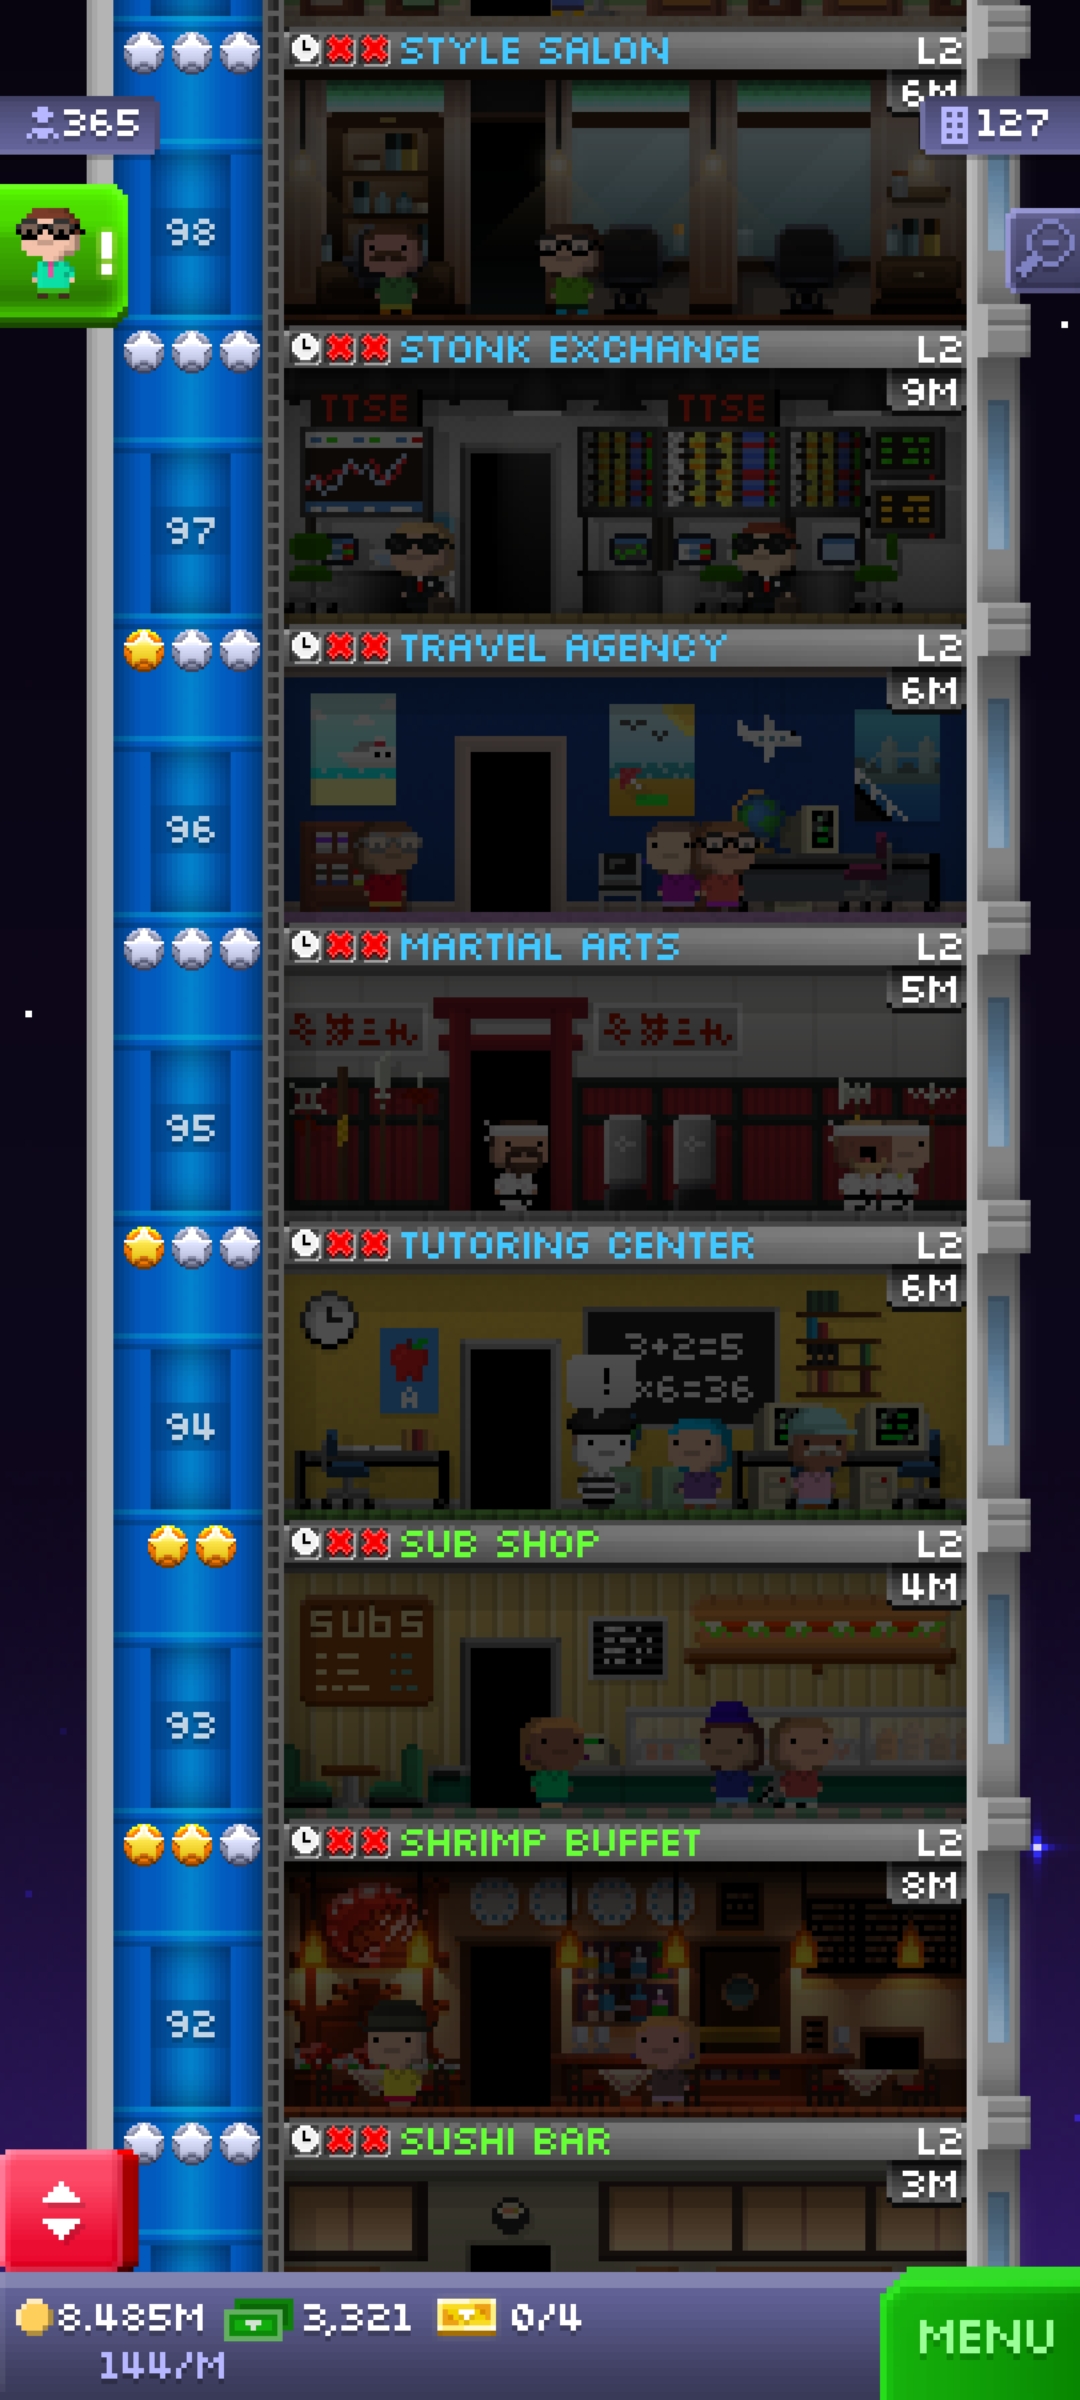 STYLE SALON L2
6M
365
127
98
!
STONK EXCHANGE L2
9M
TTSE TTSE
97
TRAVEL AGENCY L2
6M
96
MARTIAL ARTS L2
5M
95
TUTORING CENTER L2
6M
3+2=5
! x6=36
A
94
SUB SHOP L2
4M
SUBS
93
SHRIMP BUFFET L2
8M
92
SUSHI BAR L2
3M
8.485M 3,321 0/4
144/M
MENU